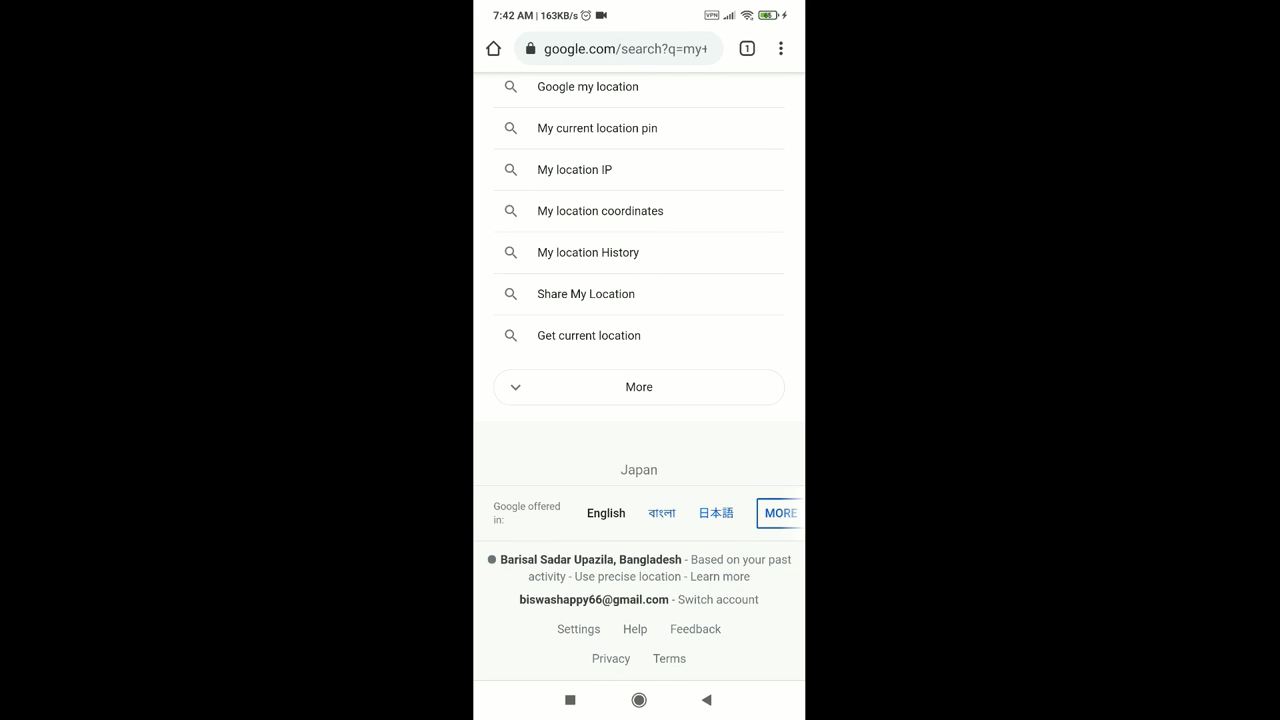 7:42 AM | 163KB/s VPN
google.com/search?q=my+ 1
Google my location
My current location pin
My location IP
My location coordinates
My location History
Share My Location
Get current location
More
Japan
Google offered
in:
English বাংলা 日本語 MORE
Barisal Sadar Upazila, Bangladesh - Based on your past
activity - Use precise location - Learn more
biswashappy66@gmail.com - Switch account
Settings Help Feedback
Privacy Terms